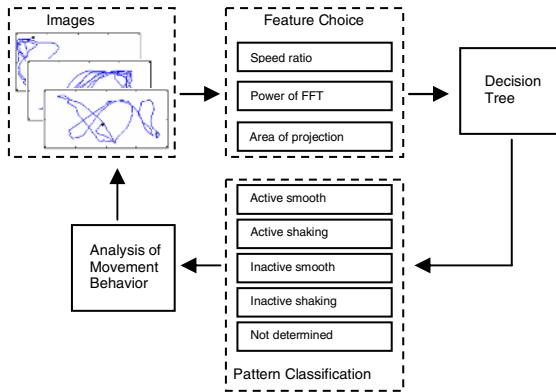 Images
Feature Choice
Speed ratio
Power of FFT
Area of projection
Decision
Tree
Active smooth
Active shaking
Inactive smooth
Inactive shaking
Not determined
Pattern Classification
Analysis of
Movement
Behavior